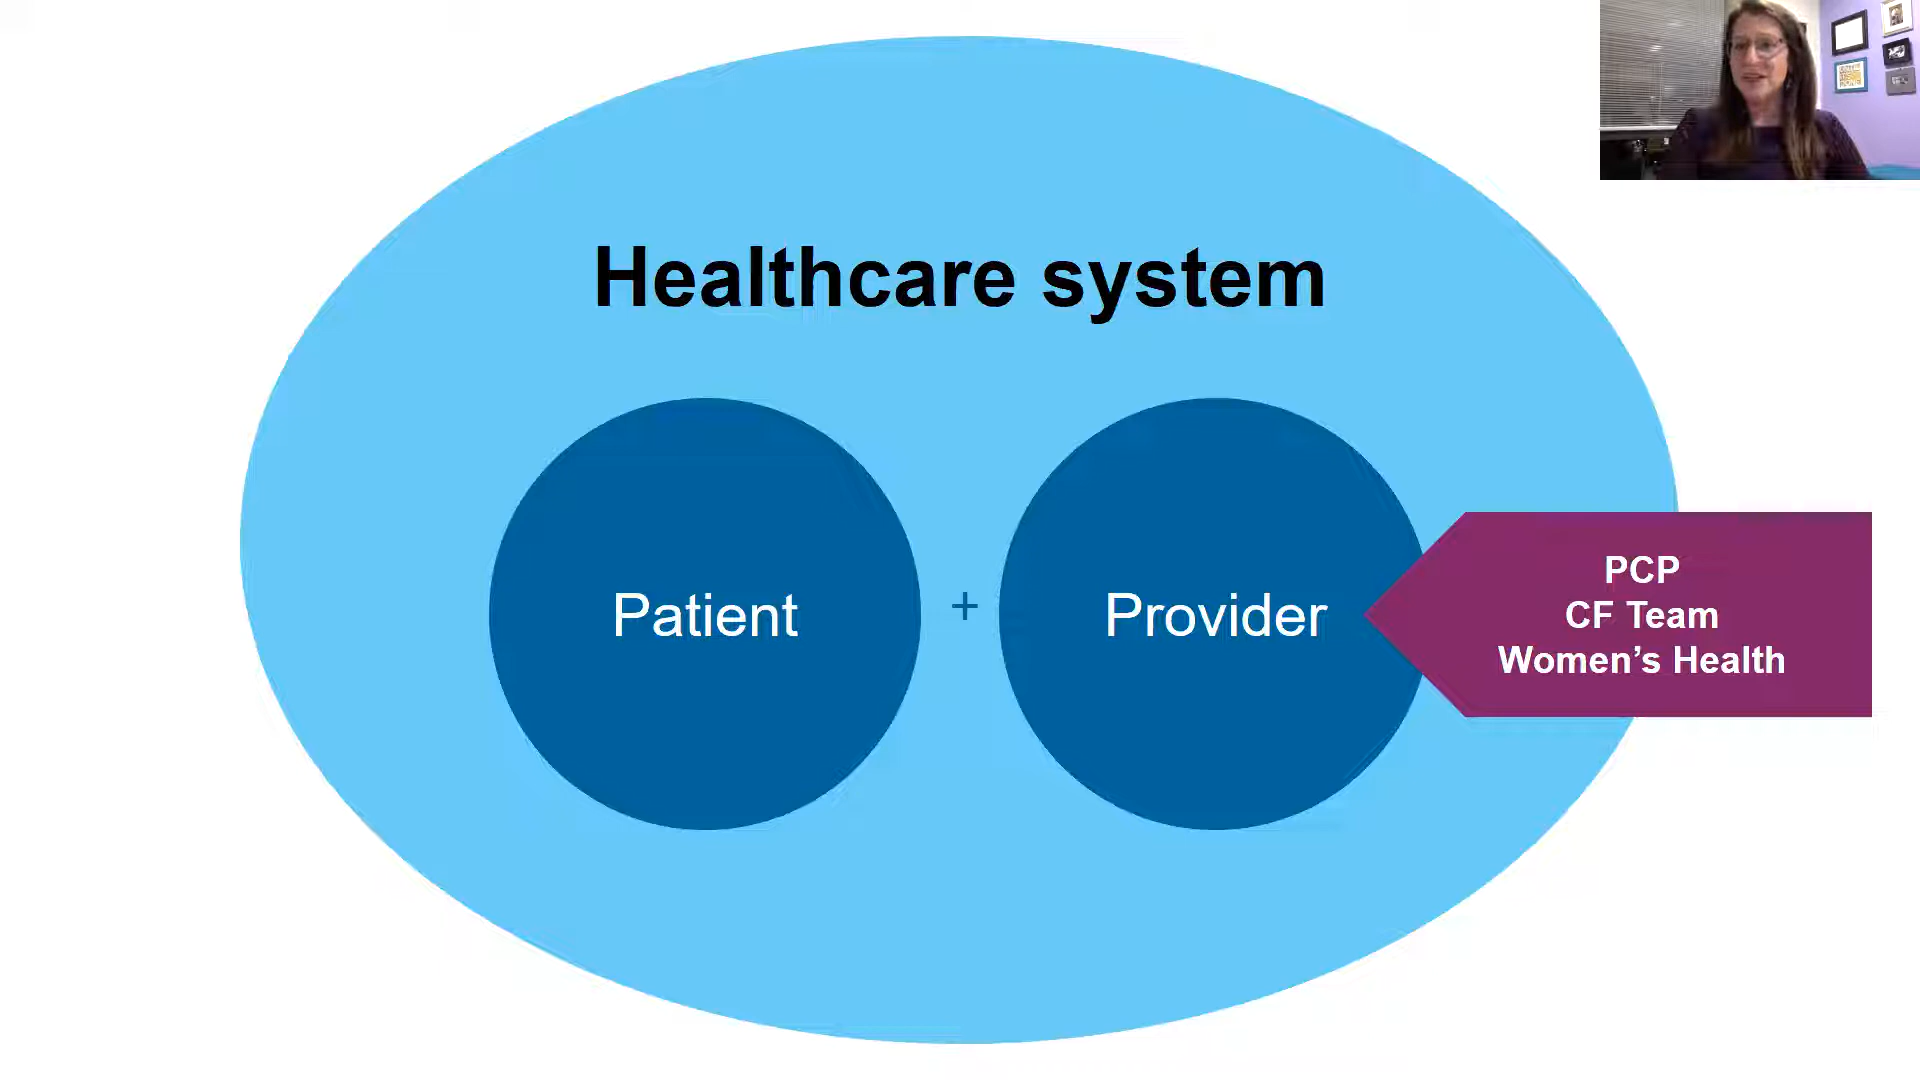 Healthcare system
Patient
+
Provider
PCP
CF Team
Women’s Health